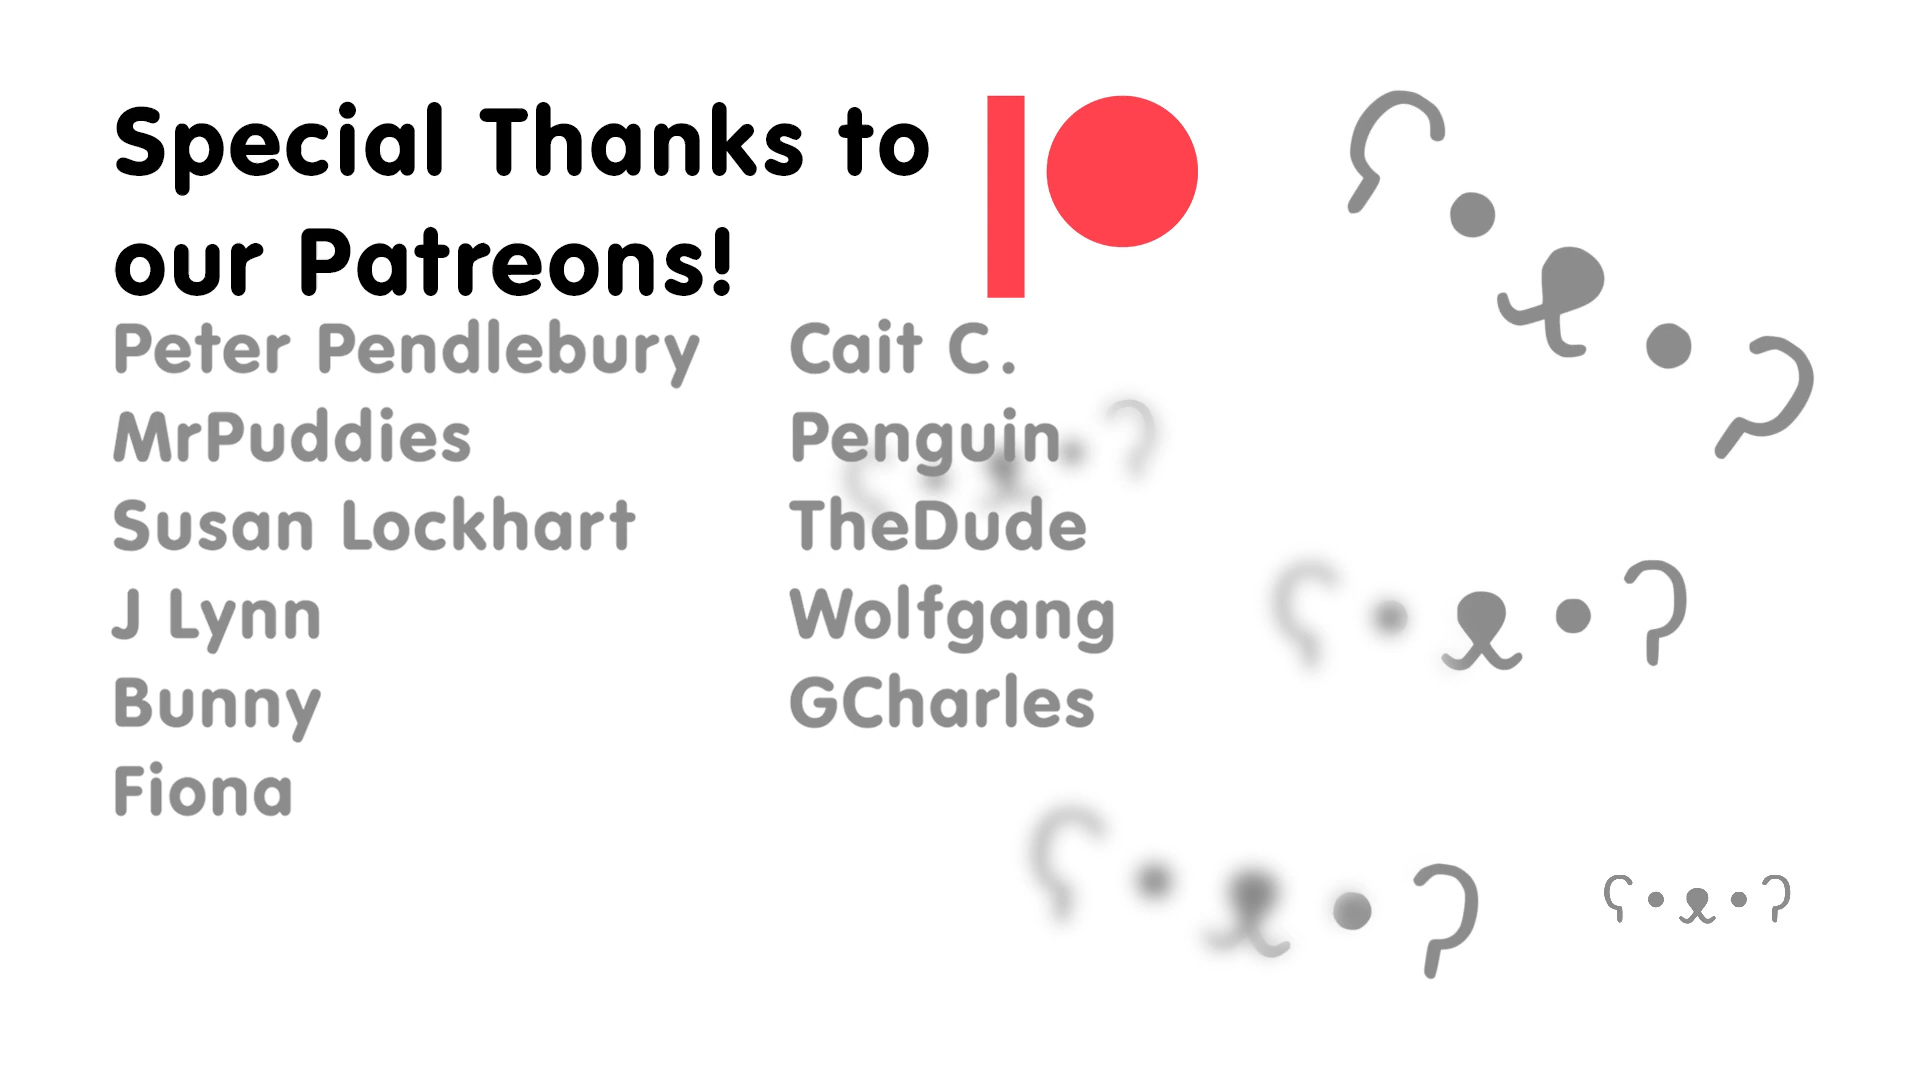 Special Thanks to
our Patreons!
Peter Pendlebury
MrPuddies
Susan Lockhart
J Lynn
Bunny
Fiona
Cait C.
Penguin
TheDude
Wolfgang
GCharles
ʕ•ᴥ•ʔ
ʕ•ᴥ•ʔ
ʕ•ᴥ•ʔ
ʕ•ᴥ•ʔ
ʕ•ᴥ•ʔ